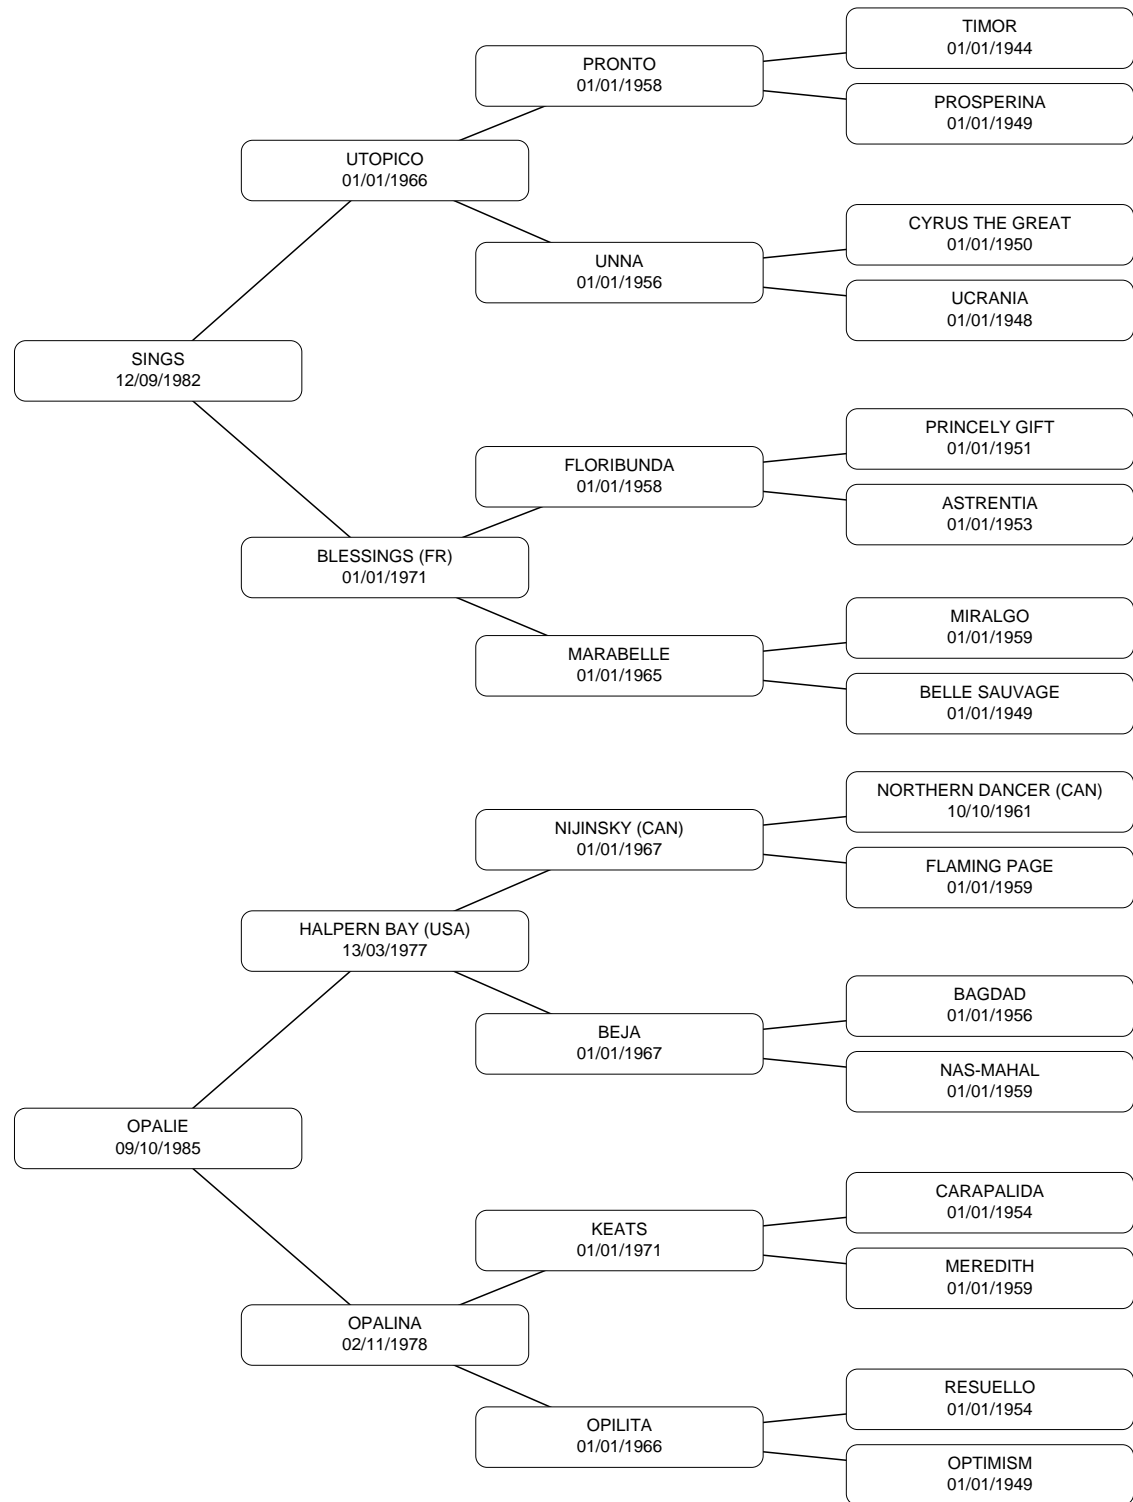 TIMOR
01/01/1944
PRONTO
01/01/1958
PROSPERINA
01/01/1949
UTOPICO
01/01/1966
CYRUS THE GREAT
01/01/1950
UNNA
01/01/1956
UCRANIA
01/01/1948
SINGS
12/09/1982
PRINCELY GIFT
01/01/1951
FLORIBUNDA
01/01/1958
ASTRENTIA
01/01/1953
BLESSINGS (FR)
01/01/1971
MIRALGO
01/01/1959
MARABELLE
01/01/1965
BELLE SAUVAGE
01/01/1949
NORTHERN DANCER (CAN)
10/10/1961
NIJINSKY (CAN)
01/01/1967
FLAMING PAGE
01/01/1959
HALPERN BAY (USA)
13/03/1977
BAGDAD
01/01/1956
BEJA
01/01/1967
NAS-MAHAL
01/01/1959
OPALIE
09/10/1985
CARAPALIDA
01/01/1954
KEATS
01/01/1971
MEREDITH
01/01/1959
OPALINA
02/11/1978
RESUELLO
01/01/1954
OPILITA
01/01/1966
OPTIMISM
01/01/1949